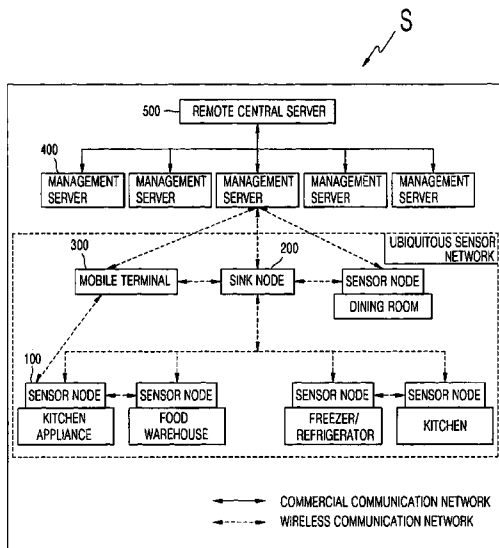 S
500
REMOTE CENTRAL SERVER
400
MANAGEMENT
SERVER
MANAGEMENT
SERVER
MANAGEMENT
SERVER
MANAGEMENT
SERVER
MANAGEMENT
SERVER
UBIQUITOUS SENSOR
NETWORK
300
MOBILE TERMINAL
200
SINK NODE
SENSOR NODE
DINING ROOM
100
SENSOR NODE
KITCHEN
APPLIANCE
SENSOR NODE
FOOD
WAREHOUSE
SENSOR NODE
FREEZER/
REFRIGERATOR
SENSOR NODE
KITCHEN
COMMERCIAL COMMUNICATION NETWORK
WIRELESS COMMUNICATION NETWORK